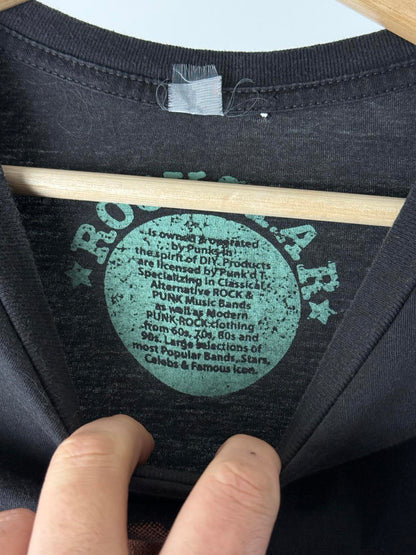 Is owned & operated
by Punks in
the spirit of DIY. Products
are licensed by Punk'd T.
Specializing in Classical
Alternative ROCK &
PUNK Music Bands
as well as Modern
PUNK-ROCK clothing
from 60s, 70s, 80s and
90s. Large selections of
most Popular Bands, Stars,
Celebs & Famous icon.